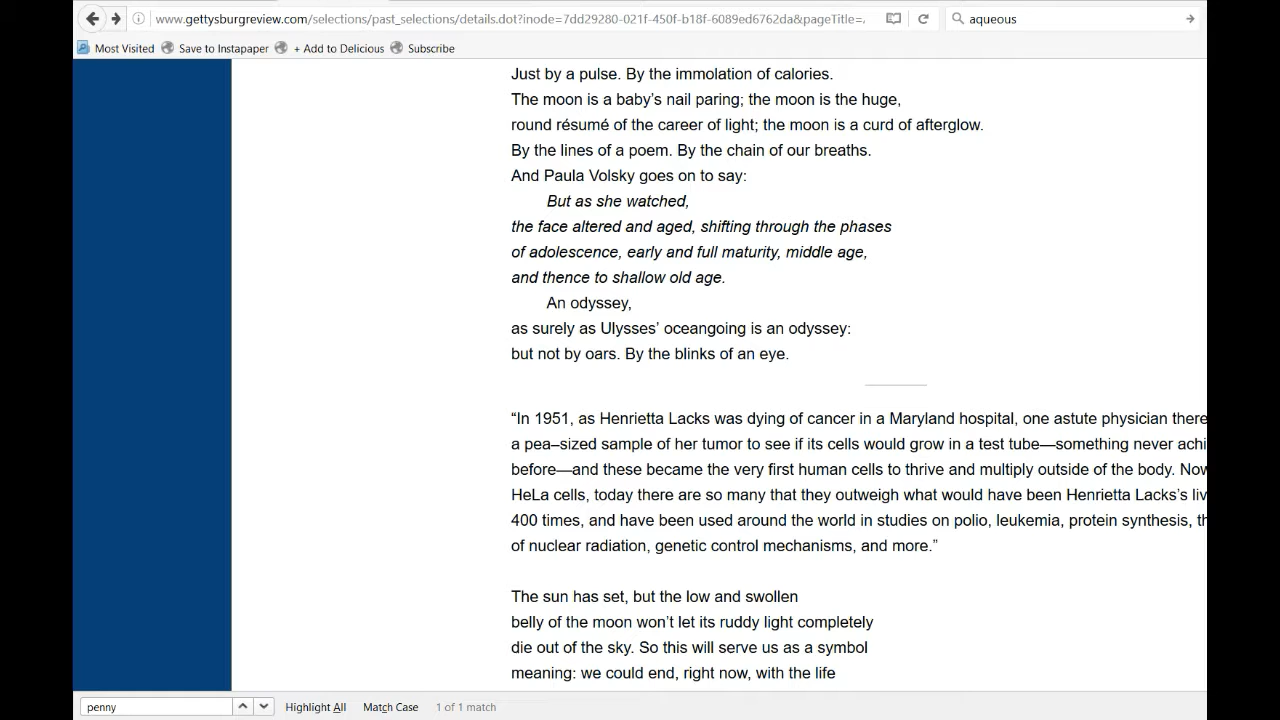 www.gettysburgreview.com/selections/past_selections/details.dot?inode=7dd29280-021f-450f-b18f-6089ed6762da&pageTitle=
aqueous
Most Visited Save to Instapaper + Add to Delicious Subscribe
Just by a pulse. By the immolation of calories.
The moon is a baby’s nail paring; the moon is the huge,
round résumé of the career of light; the moon is a curd of afterglow.
By the lines of a poem. By the chain of our breaths.
And Paula Volsky goes on to say:
But as she watched,
the face altered and aged, shifting through the phases
of adolescence, early and full maturity, middle age,
and thence to shallow old age.
An odyssey,
as surely as Ulysses’ oceangoing is an odyssey:
but not by oars. By the blinks of an eye.
“In 1951, as Henrietta Lacks was dying of cancer in a Maryland hospital, one astute physician there
a pea–sized sample of her tumor to see if its cells would grow in a test tube—something never achi
before—and these became the very first human cells to thrive and multiply outside of the body. Now
HeLa cells, today there are so many that they outweigh what would have been Henrietta Lacks’s liv
400 times, and have been used around the world in studies on polio, leukemia, protein synthesis, th
of nuclear radiation, genetic control mechanisms, and more.”
The sun has set, but the low and swollen
belly of the moon won’t let its ruddy light completely
die out of the sky. So this will serve us as a symbol
meaning: we could end, right now, with the life
penny Highlight All Match Case 1 of 1 match